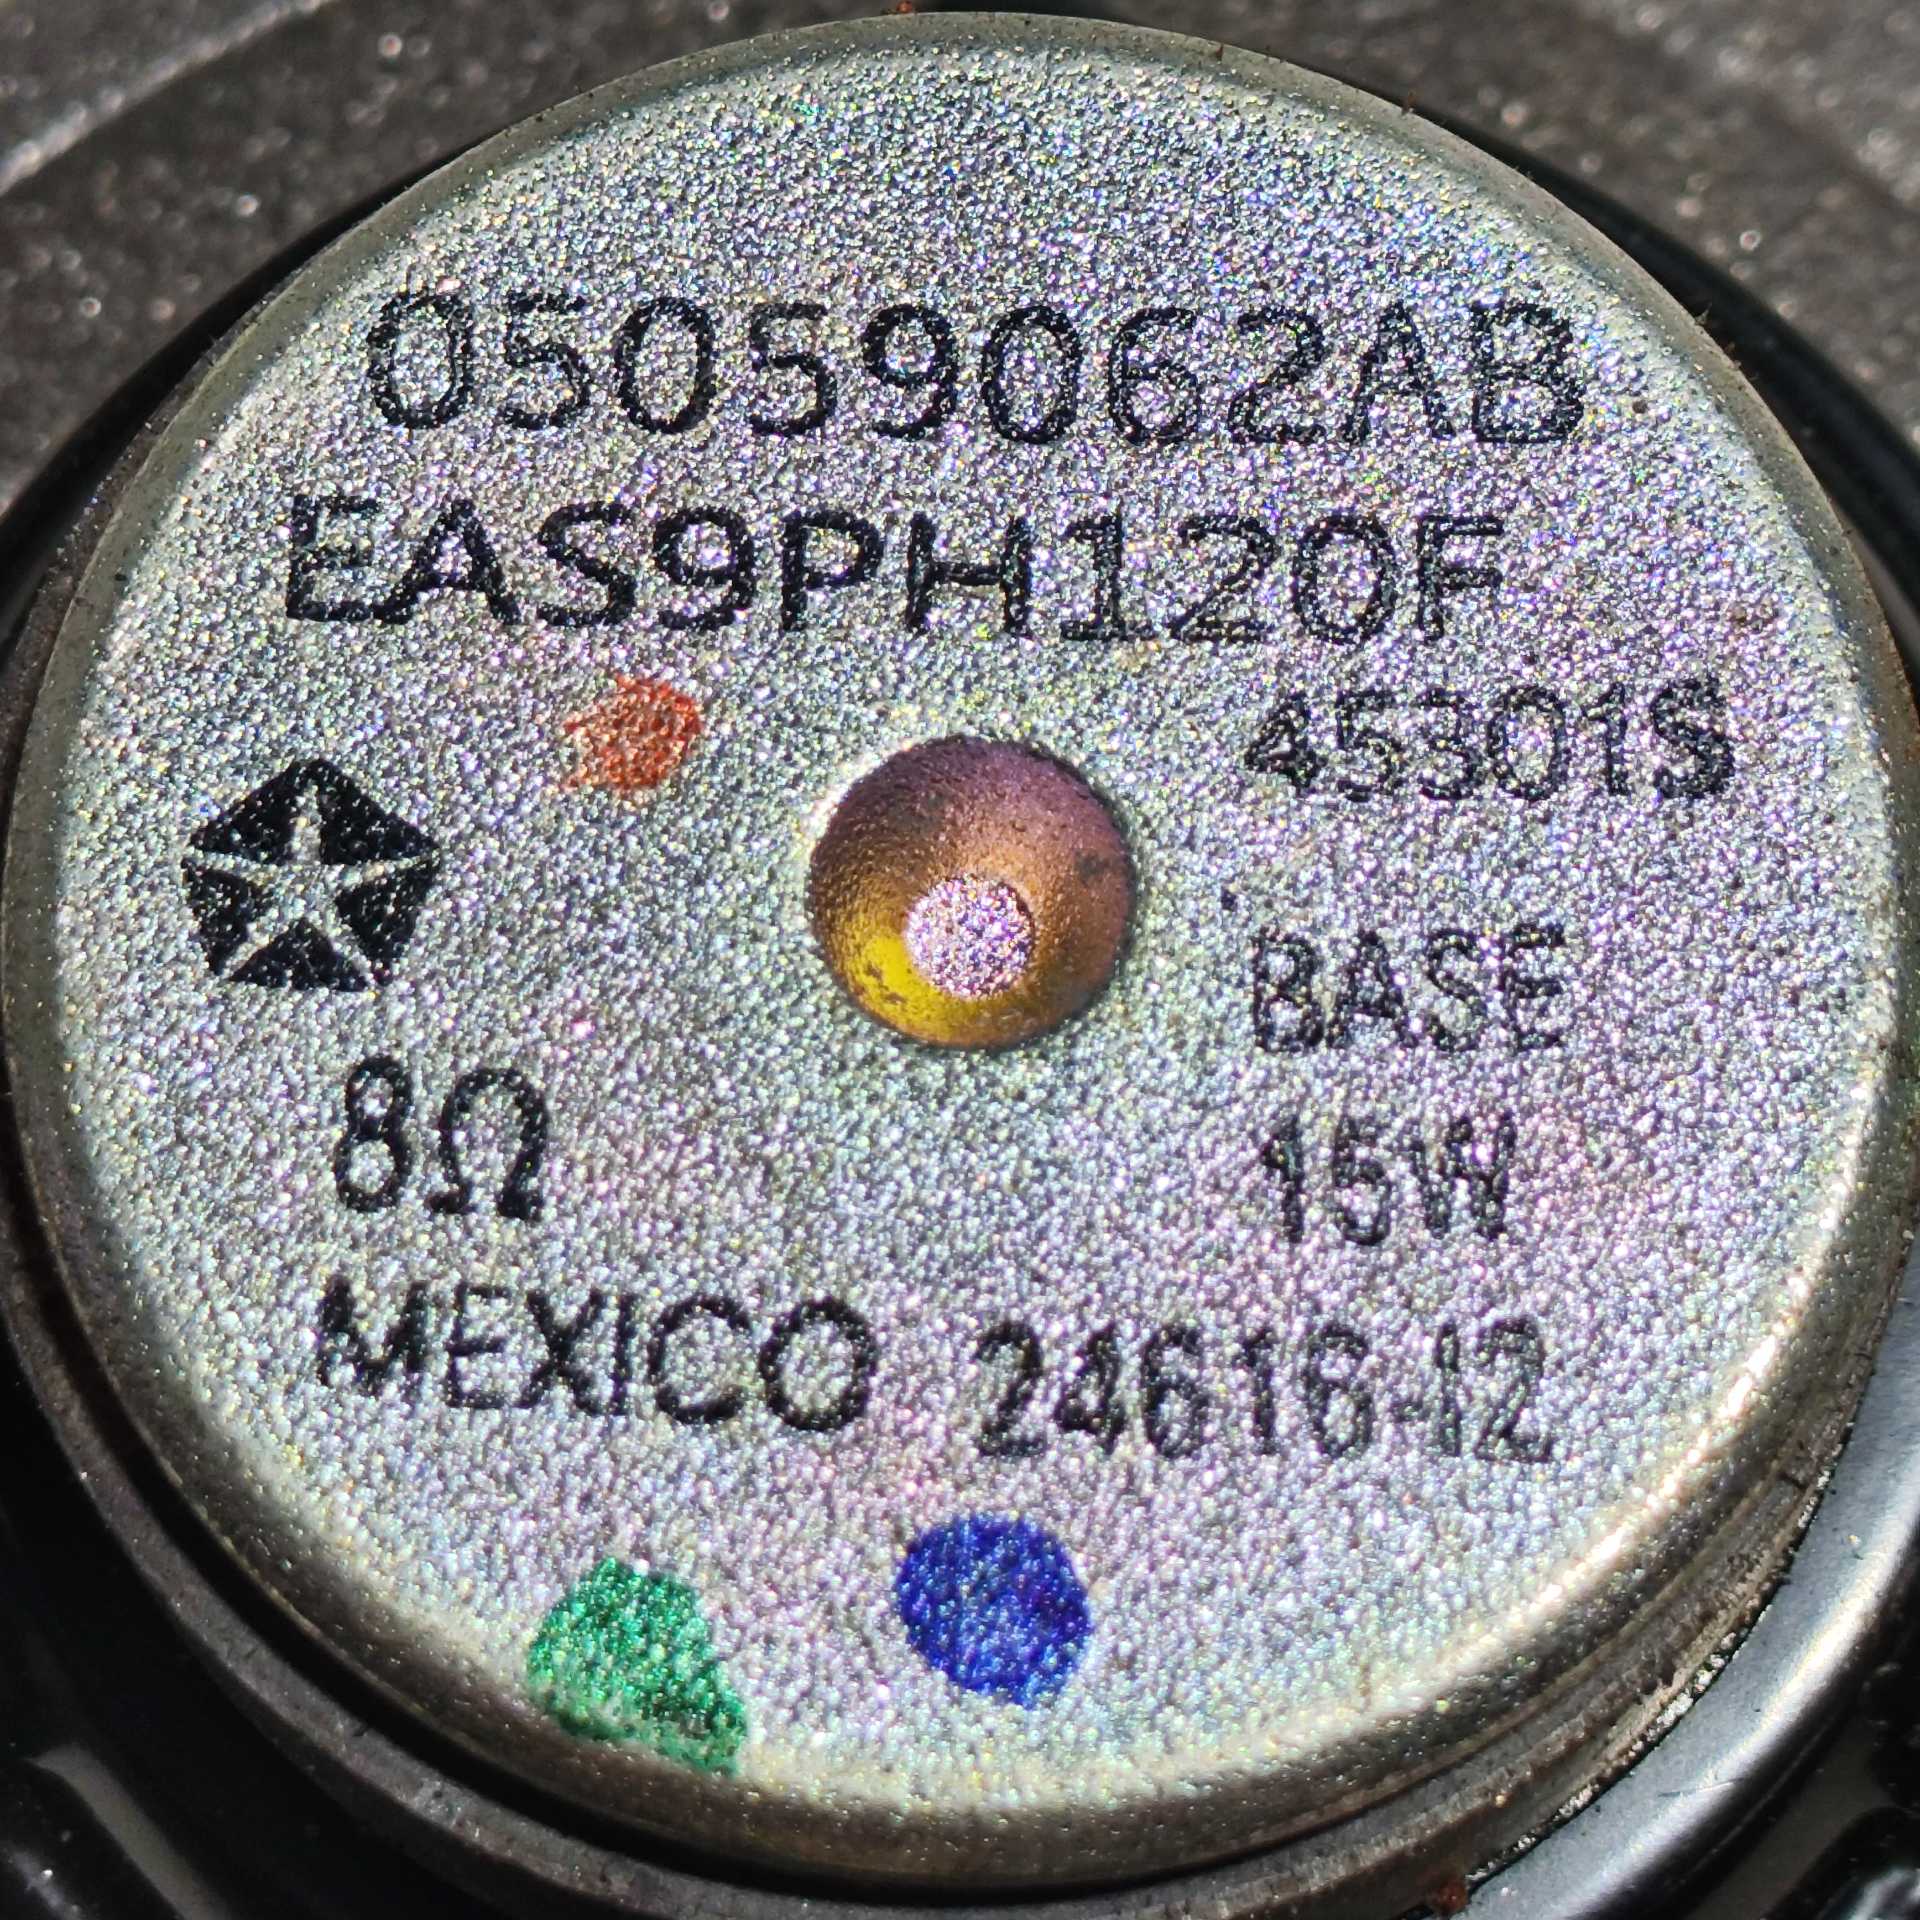 05059062AB
EAS9PH120F
45301S
BASE
8Ω
15W
MEXICO 24616-12